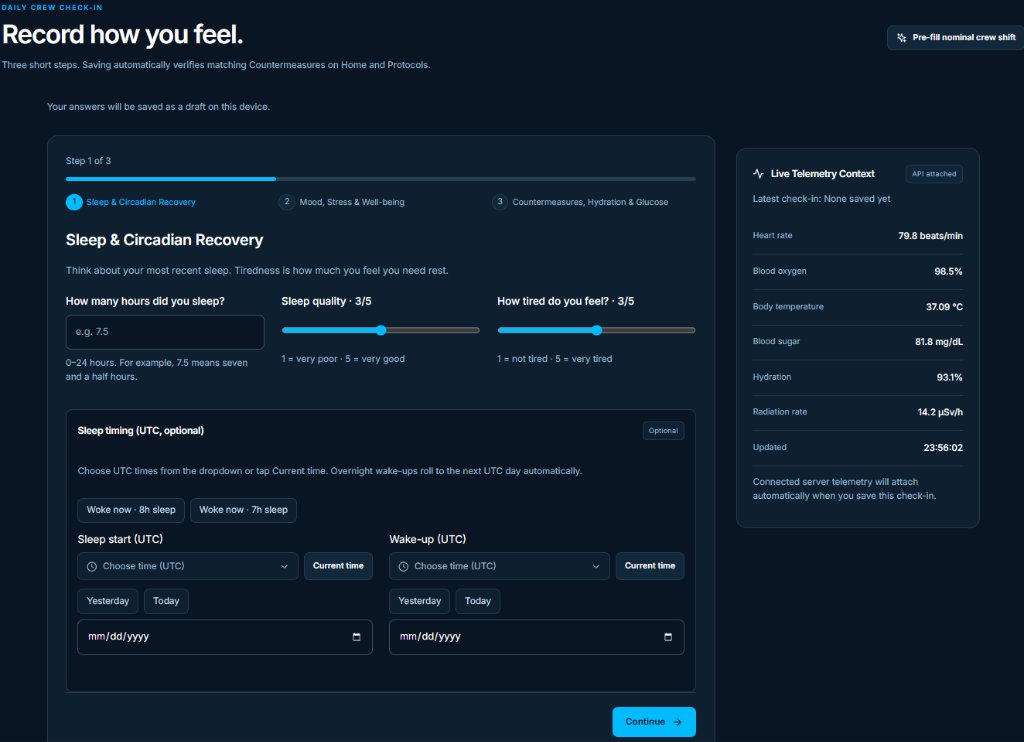 DAILY CREW CHECK-IN
Record how you feel.
Pre-fill nominal crew shift
Three short steps. Saving automatically verifies matching Countermeasures on Home and Protocols.
Your answers will be saved as a draft on this device.
Step 1 of 3
1 Sleep & Circadian Recovery
2 Mood, Stress & Well-being
3 Countermeasures, Hydration & Glucose
Sleep & Circadian Recovery
Think about your most recent sleep. Tiredness is how much you feel you need rest.
How many hours did you sleep?
e.g. 7.5
0–24 hours. For example, 7.5 means seven
and a half hours.
Sleep quality · 3/5
1 = very poor · 5 = very good
How tired do you feel? · 3/5
1 = not tired · 5 = very tired
Sleep timing (UTC, optional)
Optional
Choose UTC times from the dropdown or tap Current time. Overnight wake-ups roll to the next UTC day automatically.
Woke now · 8h sleep
Woke now · 7h sleep
Sleep start (UTC)
Choose time (UTC)
Current time
Yesterday
Today
mm/dd/yyyy
Wake-up (UTC)
Choose time (UTC)
Current time
Yesterday
Today
mm/dd/yyyy
Continue
Live Telemetry Context
API attached
Latest check-in: None saved yet
Heart rate 79.8 beats/min
Blood oxygen 98.5%
Body temperature 37.09 °C
Blood sugar 81.8 mg/dL
Hydration 93.1%
Radiation rate 14.2 µSv/h
Updated 23:56:02
Connected server telemetry will attach
automatically when you save this check-in.